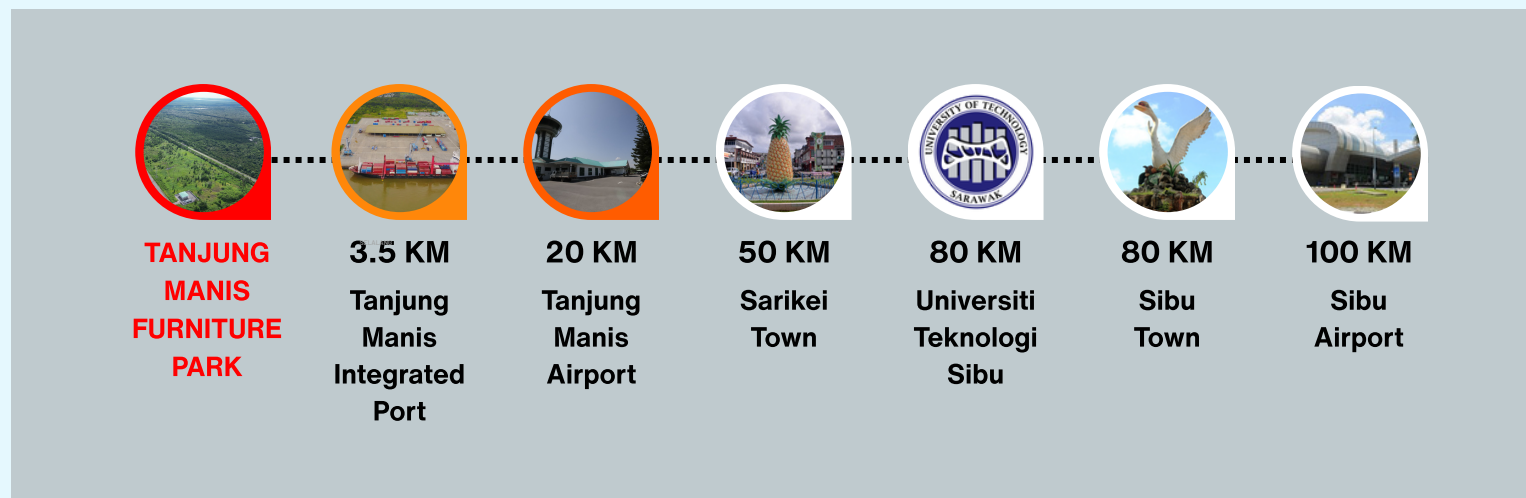 TANJUNG
MANIS
FURNITURE
PARK
3.5 KM
Tanjung
Manis
Integrated
Port
20 KM
Tanjung
Manis
Airport
50 KM
Sarikei
Town
UNIVERSITY OF TECHNOLOGY
SARAWAK
80 KM
Universiti
Teknologi
Sibu
80 KM
Sibu
Town
100 KM
Sibu
Airport